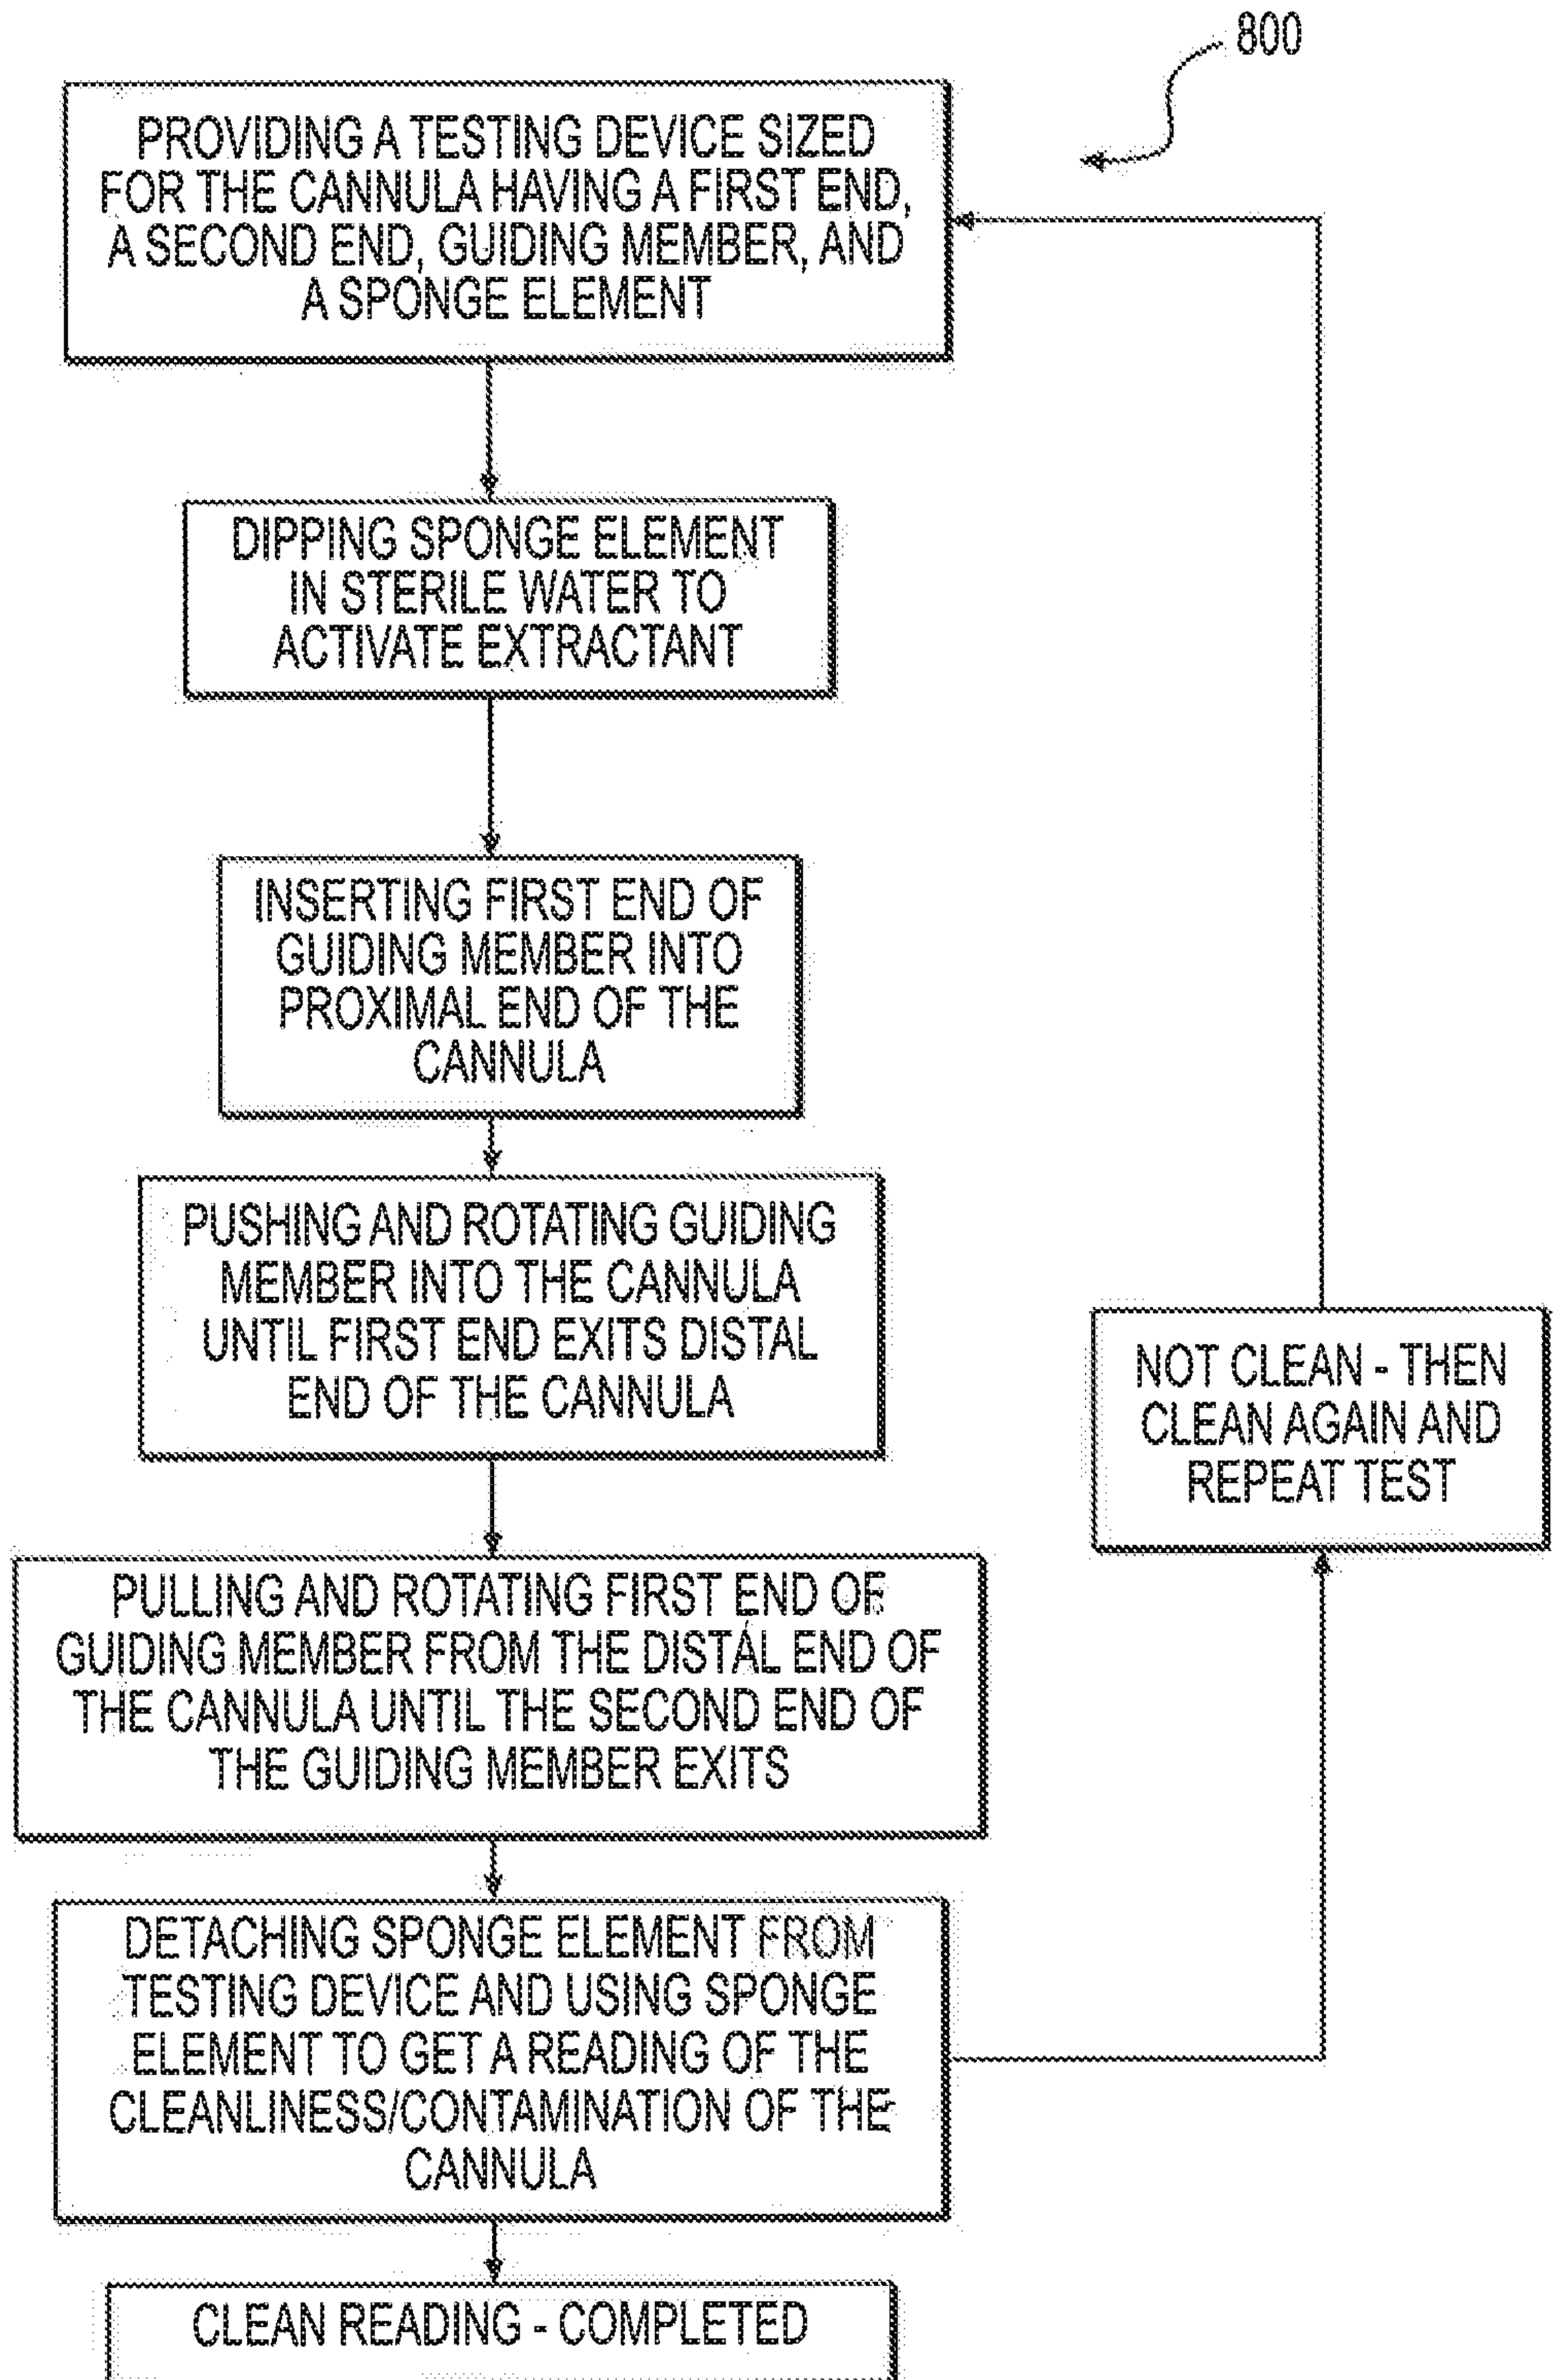 800
PROVIDING A TESTING DEVICE SIZED
FOR THE CANNULA HAVING A FIRST END,
A SECOND END, GUIDING MEMBER, AND
A SPONGE ELEMENT
DIPPING SPONGE ELEMENT
IN STERILE WATER TO
ACTIVATE EXTRACTANT
INSERTING FIRST END OF
GUIDING MEMBER INTO
PROXIMAL END OF THE
CANNULA
PUSHING AND ROTATING GUIDING
MEMBER INTO THE CANNULA
UNTIL FIRST END EXITS DISTAL
END OF THE CANNULA
PULLING AND ROTATING FIRST END OF
GUIDING MEMBER FROM THE DISTAL END OF
THE CANNULA UNTIL THE SECOND END OF
THE GUIDING MEMBER EXITS
DETACHING SPONGE ELEMENT FROM
TESTING DEVICE AND USING SPONGE
ELEMENT TO GET A READING OF THE
CLEANLINESS/CONTAMINATION OF THE
CANNULA
CLEAN READING - COMPLETED
NOT CLEAN - THEN
CLEAN AGAIN AND
REPEAT TEST